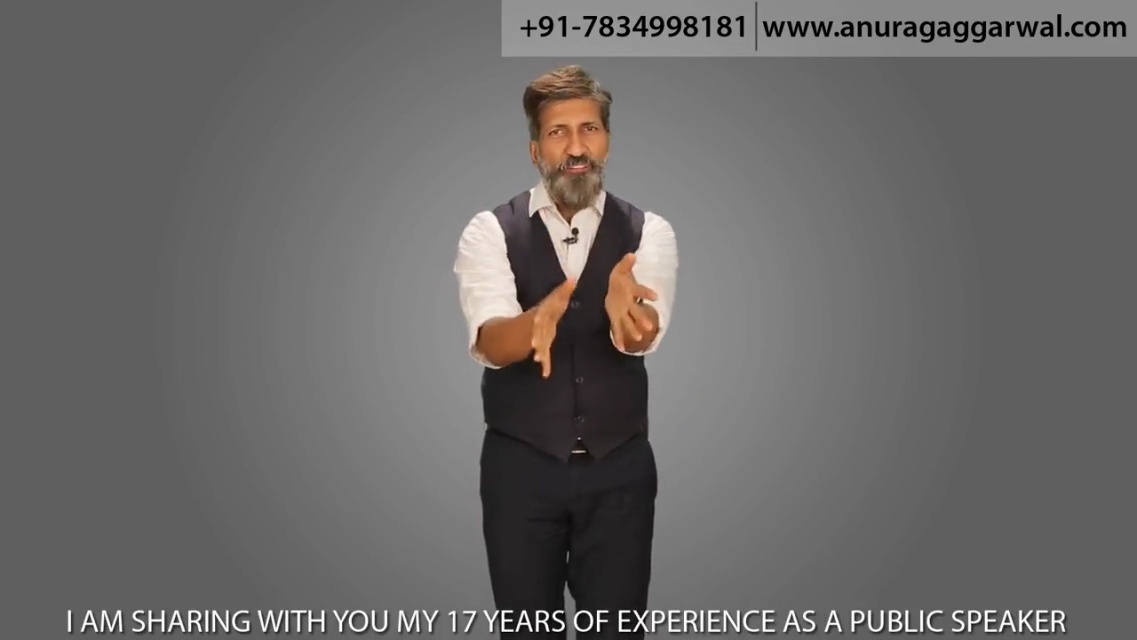 +91-7834998181 | www.anuragaggarwal.com
I AM SHARING WITH YOU MY 17 YEARS OF EXPERIENCE AS A PUBLIC SPEAKER